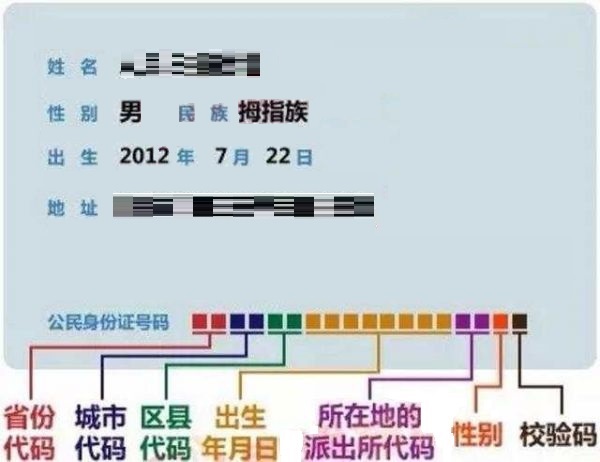 姓 名
性 别 男 民 族 拇指族
出 生 2012 年 7 月 22 日
地 址
公民身份证号码
省份代码
城市代码
区县代码
出生年月日
所在地的派出所代码
性别
校验码